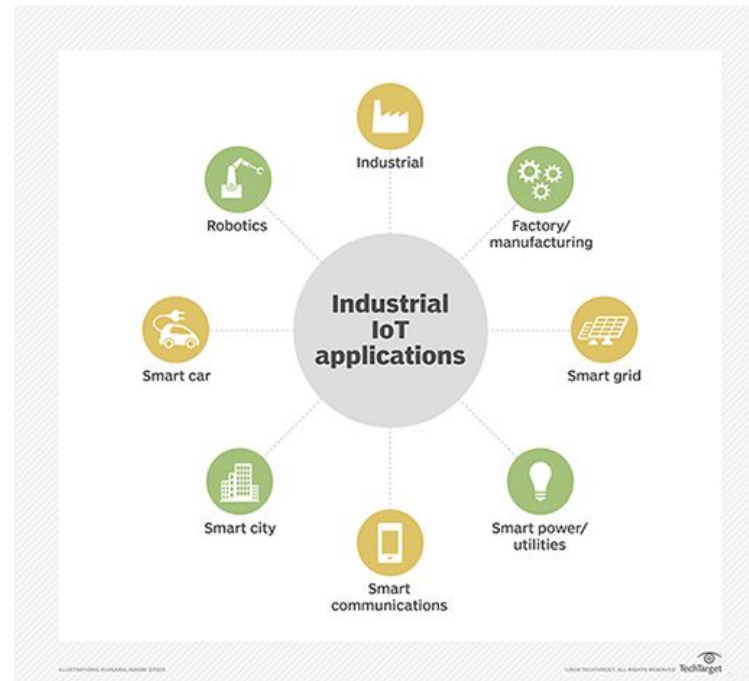 Industrial
Robotics
Factory/
manufacturing
Industrial
IoT
applications
Smart car
Smart grid
Smart city
Smart power/
utilities
Smart
communications
TechTarget